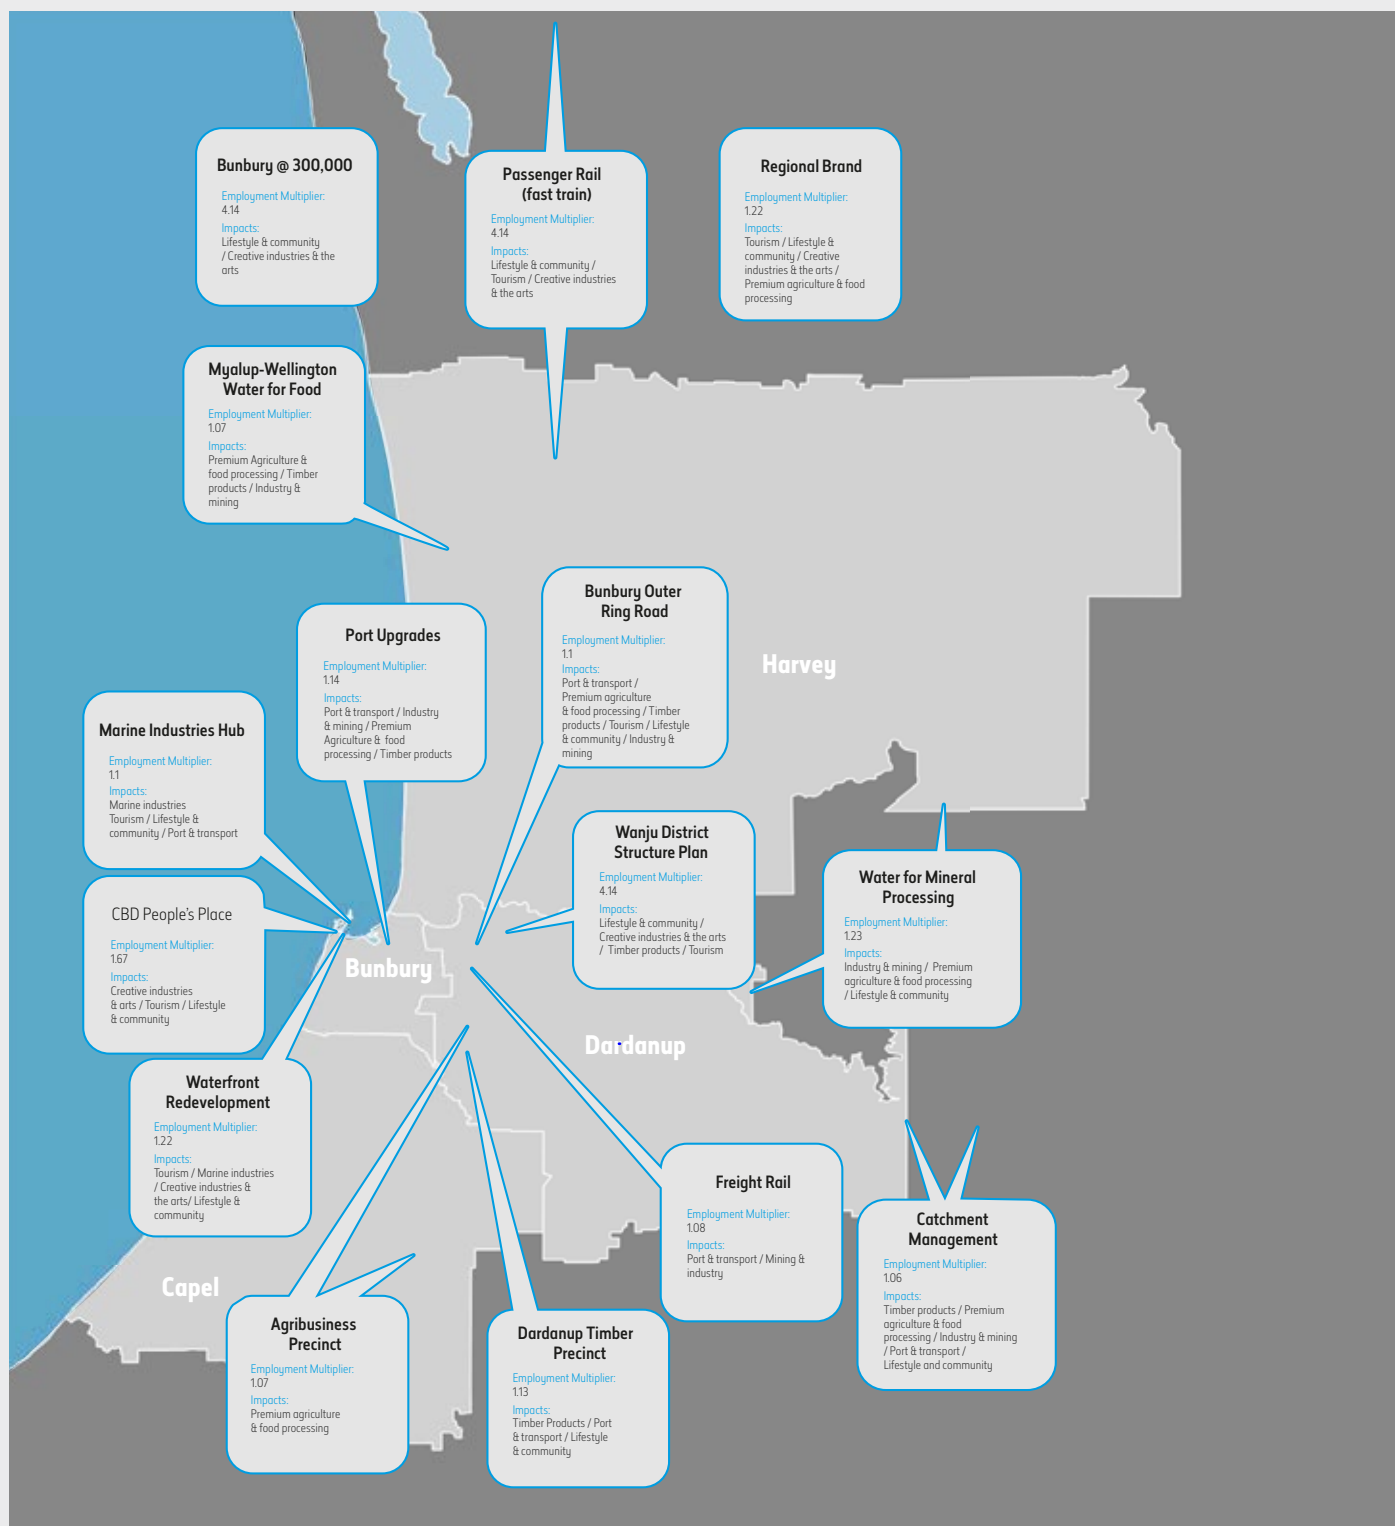 Bunbury @ 300,000
Employment Multiplier:
4.14
Impacts:
Lifestyle & community
/ Creative industries & the
arts
Passenger Rail
(fast train)
Employment Multiplier:
4.14
Impacts:
Lifestyle & community /
Tourism / Creative industries
& the arts
Regional Brand
Employment Multiplier:
1.22
Impacts:
Tourism / Lifestyle &
community / Creative
industries & the arts /
Premium agriculture & food
processing
Myalup-Wellington
Water for Food
Employment Multiplier:
1.07
Impacts:
Premium Agriculture &
food processing / Timber
products / Industry &
mining
Port Upgrades
Employment Multiplier:
1.14
Impacts:
Port & transport / Industry
& mining / Premium
Agriculture & food
processing / Timber products
Bunbury Outer
Ring Road
Employment Multiplier:
1.1
Impacts:
Port & transport /
Premium agriculture
& food processing / Timber
products / Tourism / Lifestyle
& community / Industry &
mining
Harvey
Marine Industries Hub
Employment Multiplier:
1.1
Impacts:
Marine industries
Tourism / Lifestyle &
community / Port & transport
Wanju District
Structure Plan
Employment Multiplier:
4.14
Impacts:
Lifestyle & community /
Creative industries & the arts
/ Timber products / Tourism
Water for Mineral
Processing
Employment Multiplier:
1.23
Impacts:
Industry & mining / Premium
agriculture & food processing
/ Lifestyle & community
CBD People's Place
Employment Multiplier:
1.67
Impacts:
Creative industries
& arts / Tourism / Lifestyle
& community
Bunbury
Dardanup
Waterfront
Redevelopment
Employment Multiplier:
1.22
Impacts:
Tourism / Marine industries
/ Creative industries &
the arts/ Lifestyle &
community
Freight Rail
Employment Multiplier:
1.08
Impacts:
Port & transport / Mining &
industry
Catchment
Management
Employment Multiplier:
1.06
Impacts:
Timber products / Premium
agriculture & food
processing / Industry & mining
/ Port & transport /
Lifestyle and community
Capel
Agribusiness
Precinct
Employment Multiplier:
1.07
Impacts:
Premium agriculture
& food processing
Dardanup Timber
Precinct
Employment Multiplier:
1.13
Impacts:
Timber Products / Port
& transport / Lifestyle
& community